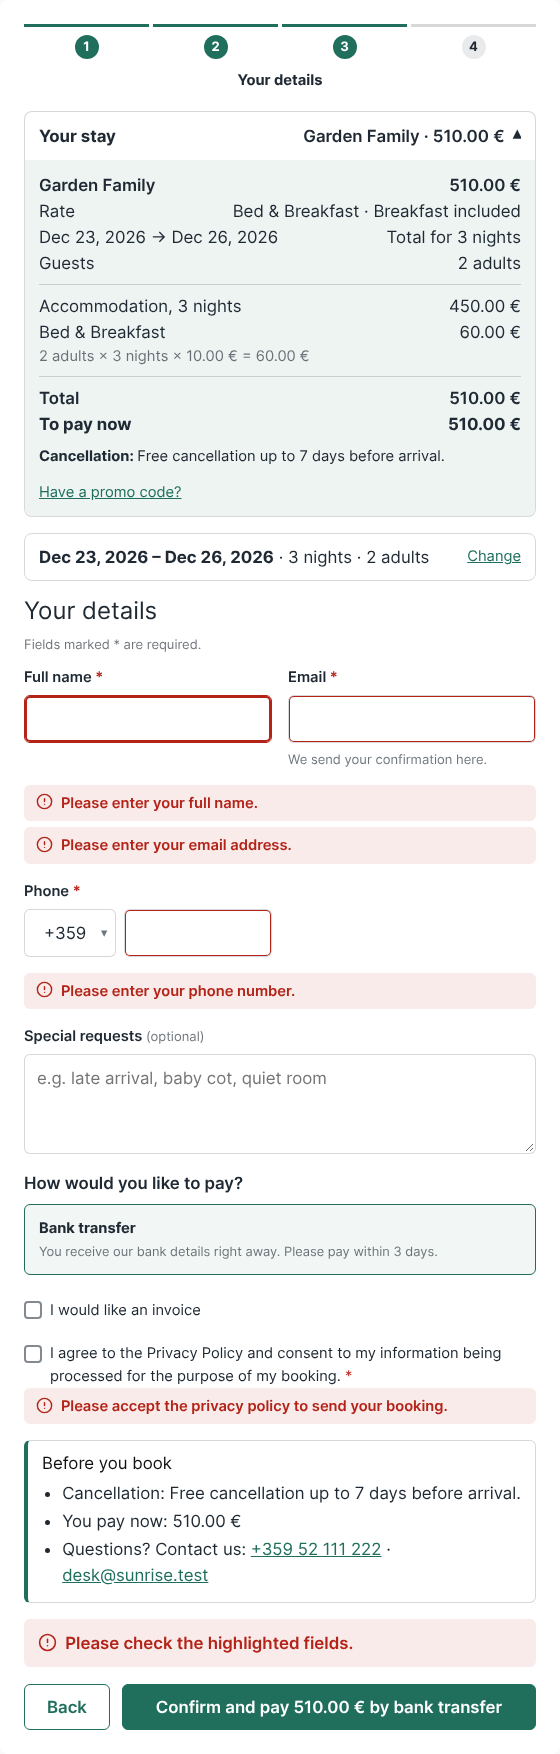 1 2 3 4
Your details
Your stay Garden Family · 510.00 € ▲
Garden Family 510.00 €
Rate Bed & Breakfast · Breakfast included
Dec 23, 2026 → Dec 26, 2026 Total for 3 nights
Guests 2 adults
Accommodation, 3 nights 450.00 €
Bed & Breakfast 60.00 €
2 adults × 3 nights × 10.00 € = 60.00 €
Total 510.00 €
To pay now 510.00 €
Cancellation: Free cancellation up to 7 days before arrival.
Have a promo code?
Dec 23, 2026 – Dec 26, 2026 · 3 nights · 2 adults Change
Your details
Fields marked * are required.
Full name * Email *
We send your confirmation here.
Please enter your full name.
Please enter your email address.
Phone *
+359 ▾
Please enter your phone number.
Special requests (optional)
e.g. late arrival, baby cot, quiet room
How would you like to pay?
Bank transfer
You receive our bank details right away. Please pay within 3 days.
I would like an invoice
I agree to the Privacy Policy and consent to my information being
processed for the purpose of my booking. *
Please accept the privacy policy to send your booking.
Before you book
• Cancellation: Free cancellation up to 7 days before arrival.
• You pay now: 510.00 €
• Questions? Contact us: +359 52 111 222 ·
desk@sunrise.test
Please check the highlighted fields.
Back Confirm and pay 510.00 € by bank transfer